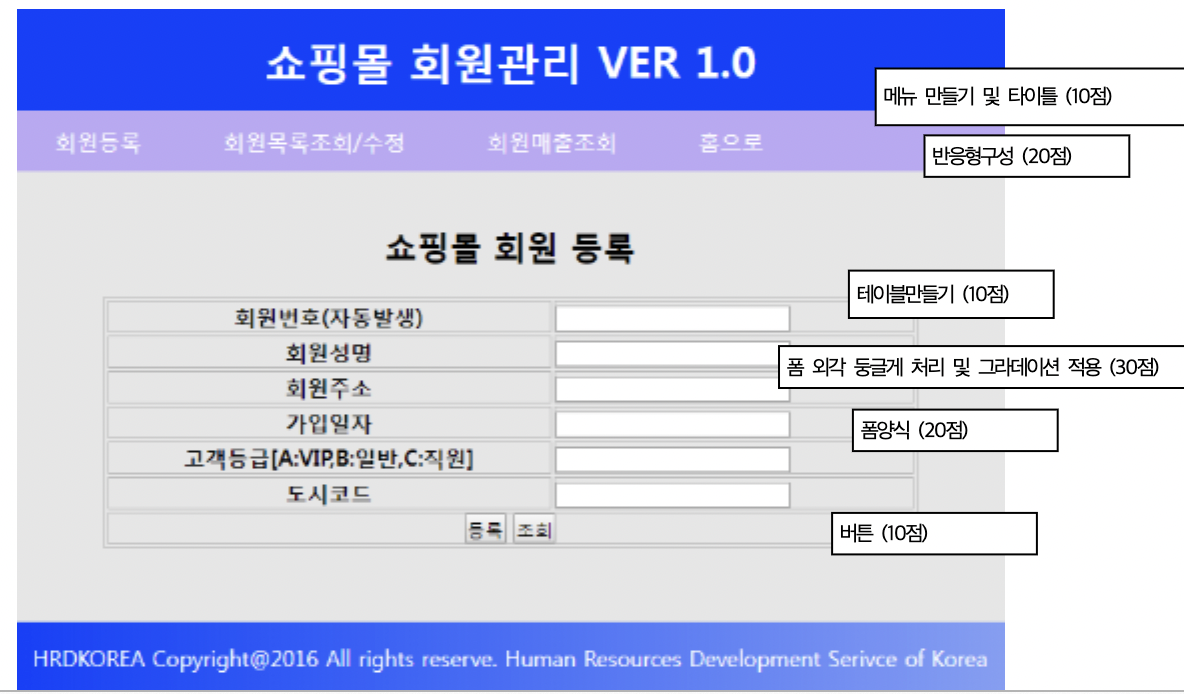 쇼핑몰 회원관리 VER 1.0
메뉴 만들기 및 타이틀 (10점)
회원등록 회원목록조회/수정 회원매출조회 홈으로
반응형구성 (20점)
쇼핑몰 회원 등록
테이블만들기 (10점)
회원번호(자동발생)
회원성명
폼 외각 둥글게 처리 및 그라데이션 적용 (30점)
회원주소
가입일자
폼양식 (20점)
고객등급[A:VIP,B:일반,C:직원]
도시코드
등록 조회
버튼 (10점)
HRDKOREA Copyright@2016 All rights reserve. Human Resources Development Serivce of Korea